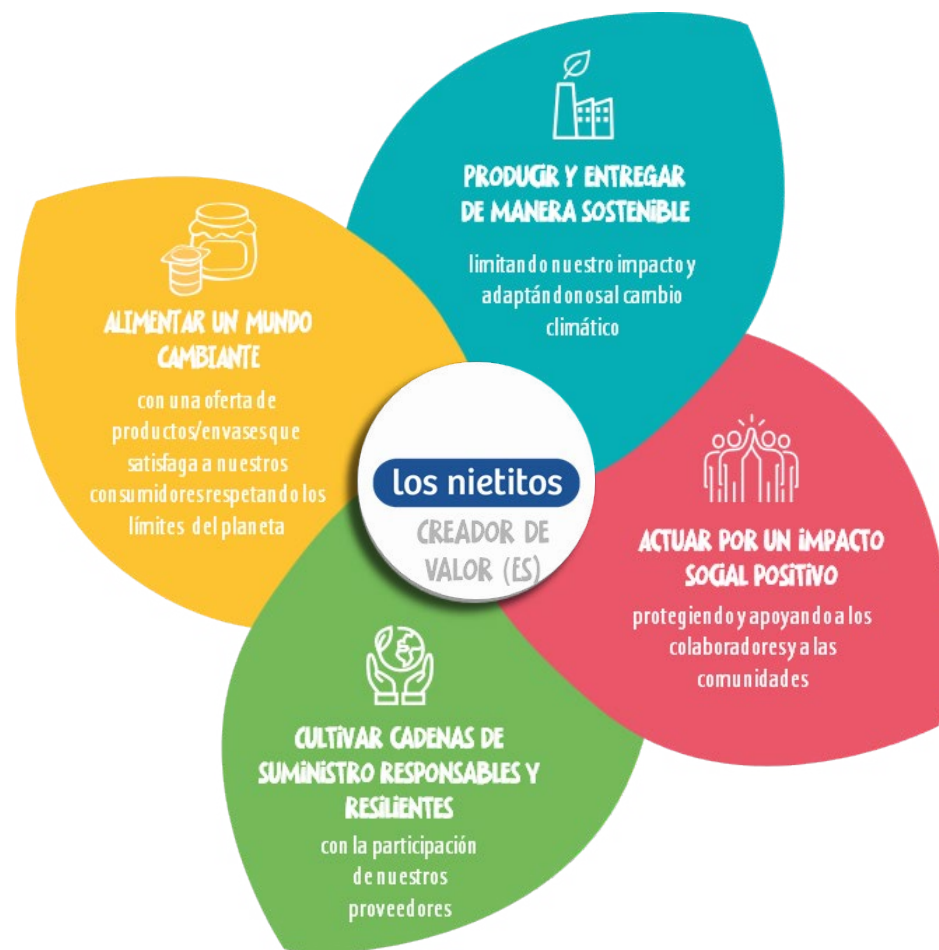 PRODUCIR Y ENTREGAR
DE MANERA SOSTENIBLE
limitando nuestro impacto y
adaptándonos al cambio
climático
ALIMENTAR UN MUNDO
CAMBIANTE
con una oferta de
productos/envases que
satisfaga a nuestros
consumidores respetando los
límites del planeta
los nietitos
CREADOR DE
VALOR (ES)
ACTUAR POR UN IMPACTO
SOCIAL POSITIVO
protegiendo y apoyando a los
colaboradores y a las
comunidades
CULTIVAR CADENAS DE
SUMINISTRO RESPONSABLES Y
RESILIENTES
con la participación
de nuestros
proveedores